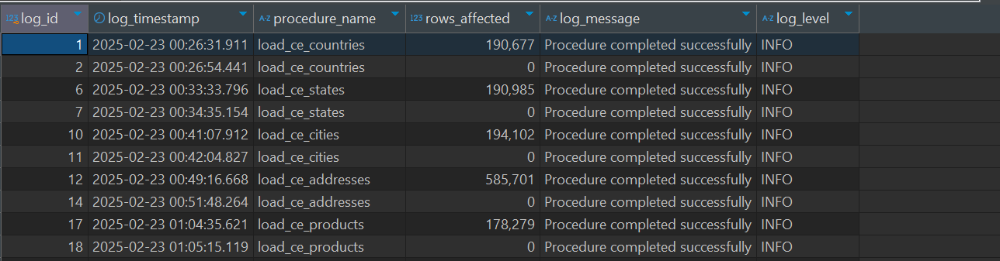 123 log_id log_timestamp A-Z procedure_name 123 rows_affected A-Z log_message A-Z log_level
1 2025-02-23 00:26:31.911 load_ce_countries 190,677 Procedure completed successfully INFO
2 2025-02-23 00:26:54.441 load_ce_countries 0 Procedure completed successfully INFO
6 2025-02-23 00:33:33.796 load_ce_states 190,985 Procedure completed successfully INFO
7 2025-02-23 00:34:35.154 load_ce_states 0 Procedure completed successfully INFO
10 2025-02-23 00:41:07.912 load_ce_cities 194,102 Procedure completed successfully INFO
11 2025-02-23 00:42:04.827 load_ce_cities 0 Procedure completed successfully INFO
12 2025-02-23 00:49:16.668 load_ce_addresses 585,701 Procedure completed successfully INFO
14 2025-02-23 00:51:48.264 load_ce_addresses 0 Procedure completed successfully INFO
17 2025-02-23 01:04:35.621 load_ce_products 178,279 Procedure completed successfully INFO
18 2025-02-23 01:05:15.119 load_ce_products 0 Procedure completed successfully INFO